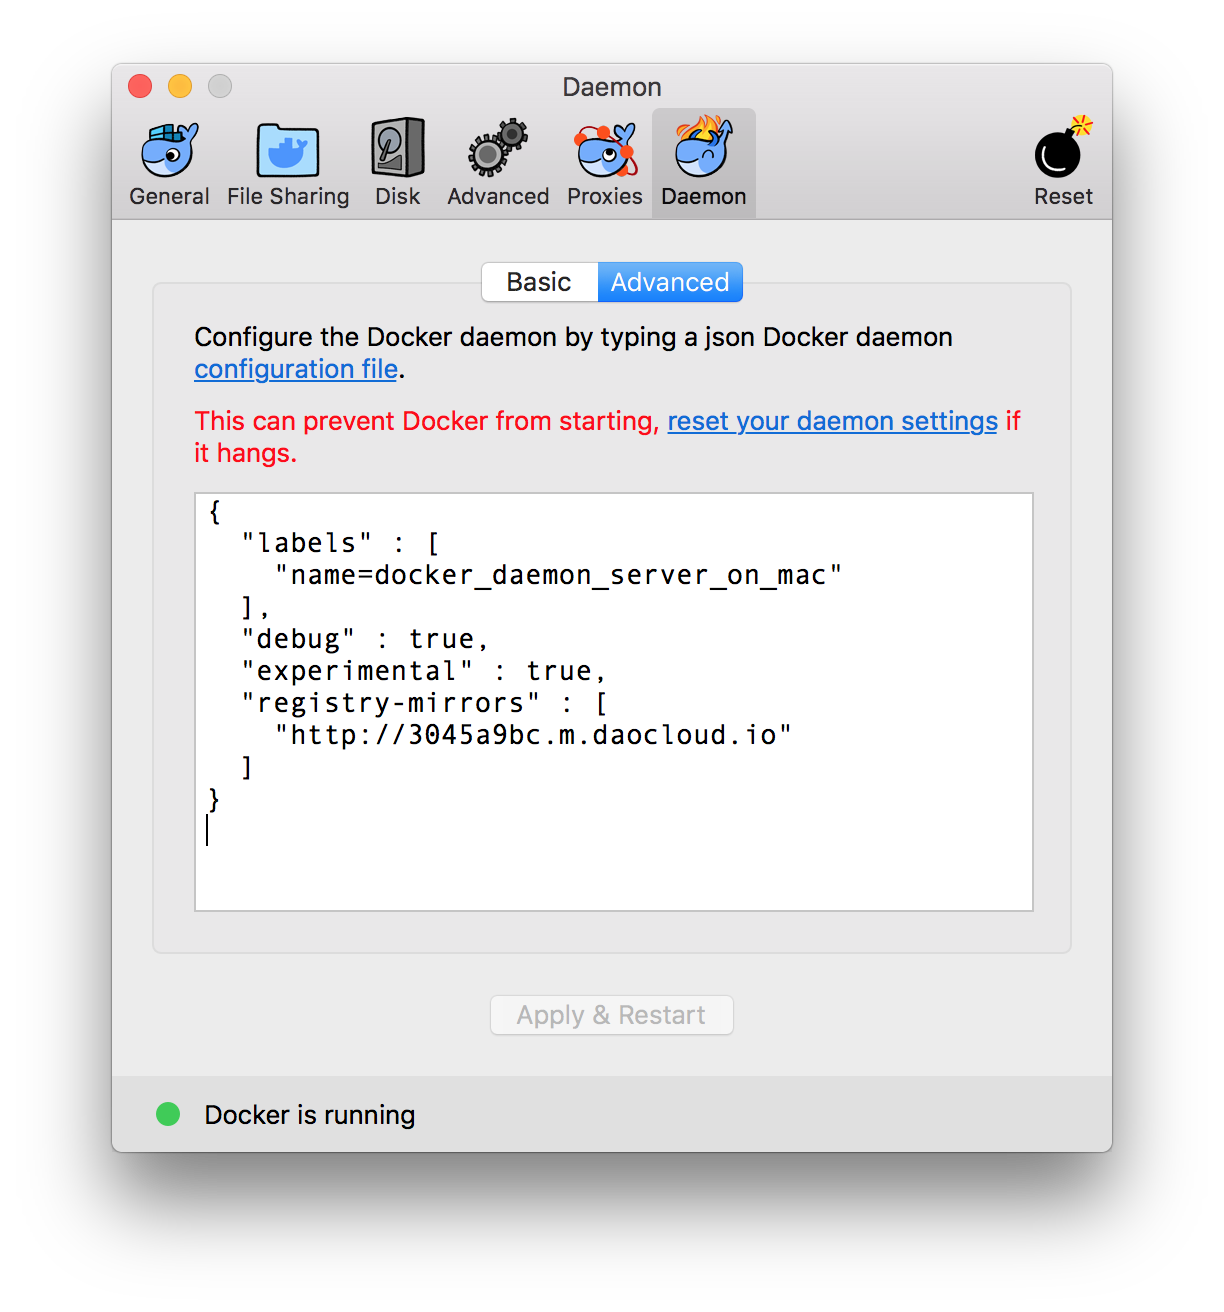 Daemon
General File Sharing Disk Advanced Proxies Daemon Reset
Basic Advanced
Configure the Docker daemon by typing a json Docker daemon
configuration file.
This can prevent Docker from starting, reset your daemon settings if
it hangs.
{
  "labels" : [
    "name=docker_daemon_server_on_mac"
  ],
  "debug" : true,
  "experimental" : true,
  "registry-mirrors" : [
    "http://3045a9bc.m.daocloud.io"
  ]
}
Apply & Restart
Docker is running